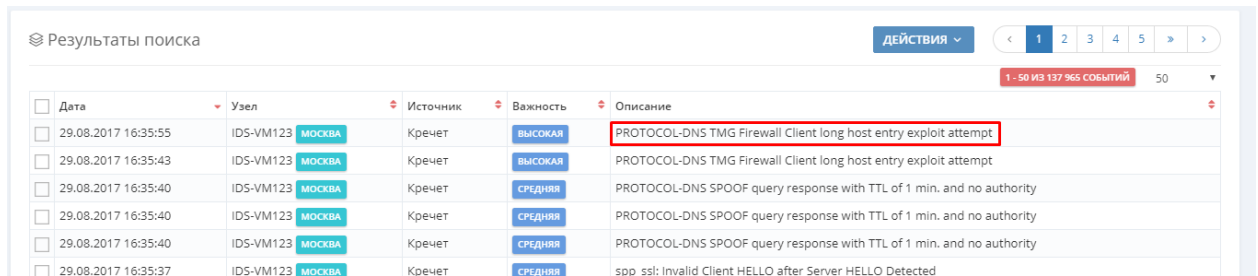 Результаты поиска
ДЕЙСТВИЯ
< 1 2 3 4 5 » >
1 - 50 ИЗ 137 965 СОБЫТИЙ 50
Дата Узел Источник Важность Описание
29.08.2017 16:35:55 IDS-VM123 МОСКВА Кречет ВЫСОКАЯ PROTOCOL-DNS TMG Firewall Client long host entry exploit attempt
29.08.2017 16:35:43 IDS-VM123 МОСКВА Кречет ВЫСОКАЯ PROTOCOL-DNS TMG Firewall Client long host entry exploit attempt
29.08.2017 16:35:40 IDS-VM123 МОСКВА Кречет СРЕДНЯЯ PROTOCOL-DNS SPOOF query response with TTL of 1 min. and no authority
29.08.2017 16:35:40 IDS-VM123 МОСКВА Кречет СРЕДНЯЯ PROTOCOL-DNS SPOOF query response with TTL of 1 min. and no authority
29.08.2017 16:35:40 IDS-VM123 МОСКВА Кречет СРЕДНЯЯ PROTOCOL-DNS SPOOF query response with TTL of 1 min. and no authority
29.08.2017 16:35:37 IDS-VM123 МОСКВА Кречет СРЕДНЯЯ spp_ssl: Invalid Client HELLO after Server HELLO Detected